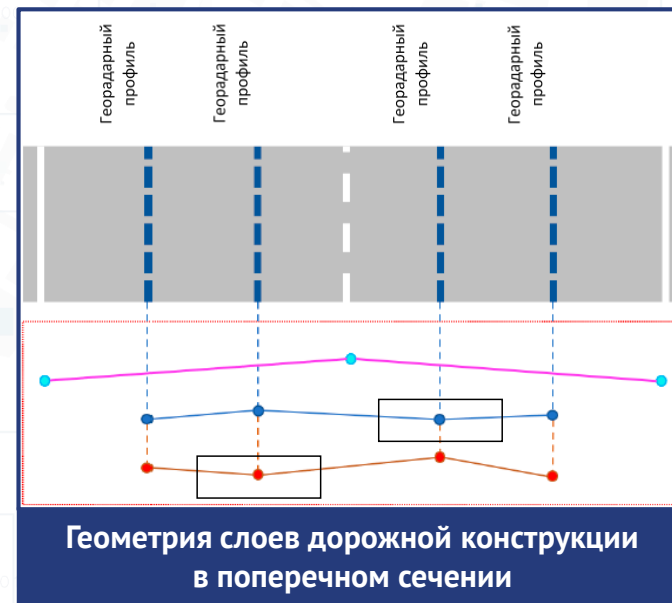 Георадарный
профиль
Георадарный
профиль
Георадарный
профиль
Георадарный
профиль
Геометрия слоев дорожной конструкции
в поперечном сечении